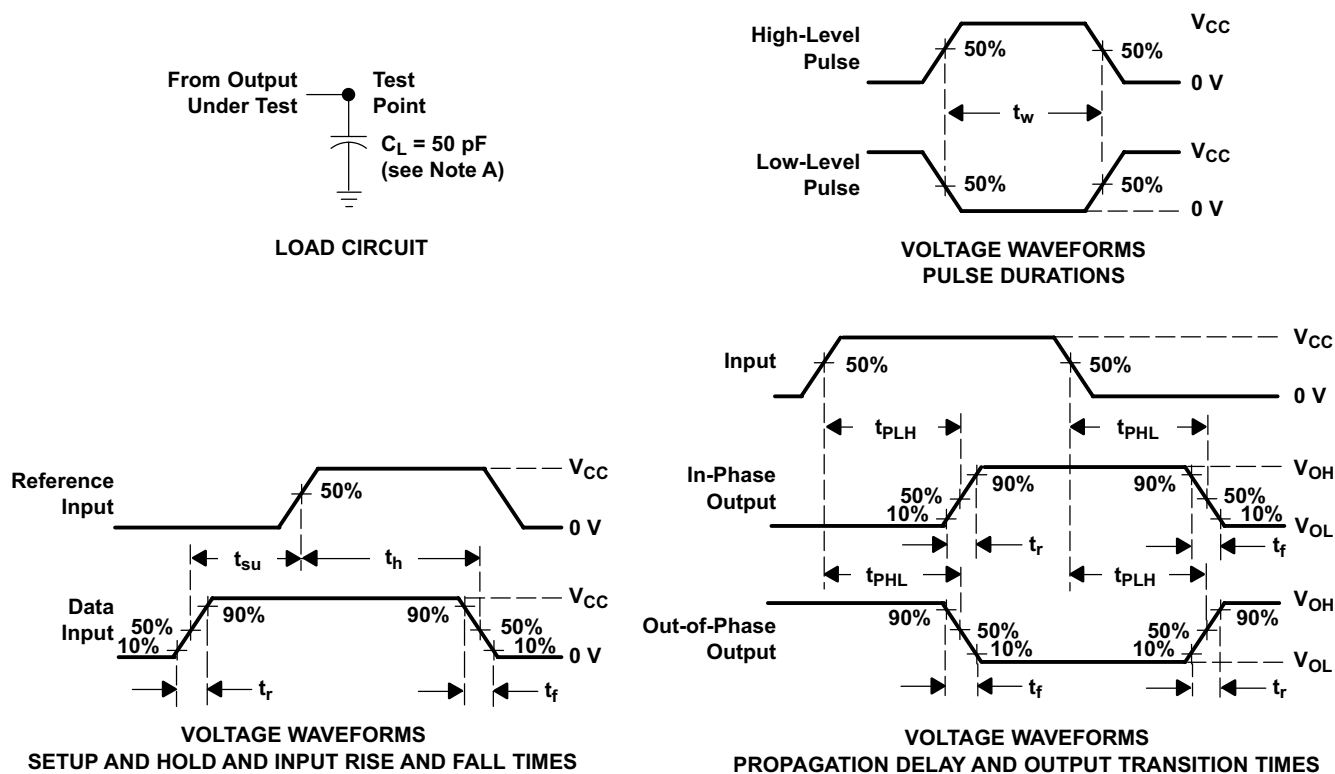 From Output
Under Test
Test
Point
C_L = 50 pF
(see Note A)
LOAD CIRCUIT
High-Level
Pulse
50%
50%
V_CC
0 V
t_w
Low-Level
Pulse
50%
50%
V_CC
0 V
VOLTAGE WAVEFORMS
PULSE DURATIONS
Reference
Input
50%
V_CC
0 V
t_su
t_h
Data
Input
50%
10%
90%
90%
50%
10%
V_CC
0 V
t_r
t_f
VOLTAGE WAVEFORMS
SETUP AND HOLD AND INPUT RISE AND FALL TIMES
Input
50%
50%
V_CC
0 V
t_PLH
t_PHL
In-Phase
Output
50%
10%
90%
90%
50%
10%
V_OH
V_OL
t_r
t_f
t_PHL
t_PLH
Out-of-Phase
Output
90%
50%
10%
50%
10%
90%
V_OH
V_OL
t_f
t_r
VOLTAGE WAVEFORMS
PROPAGATION DELAY AND OUTPUT TRANSITION TIMES